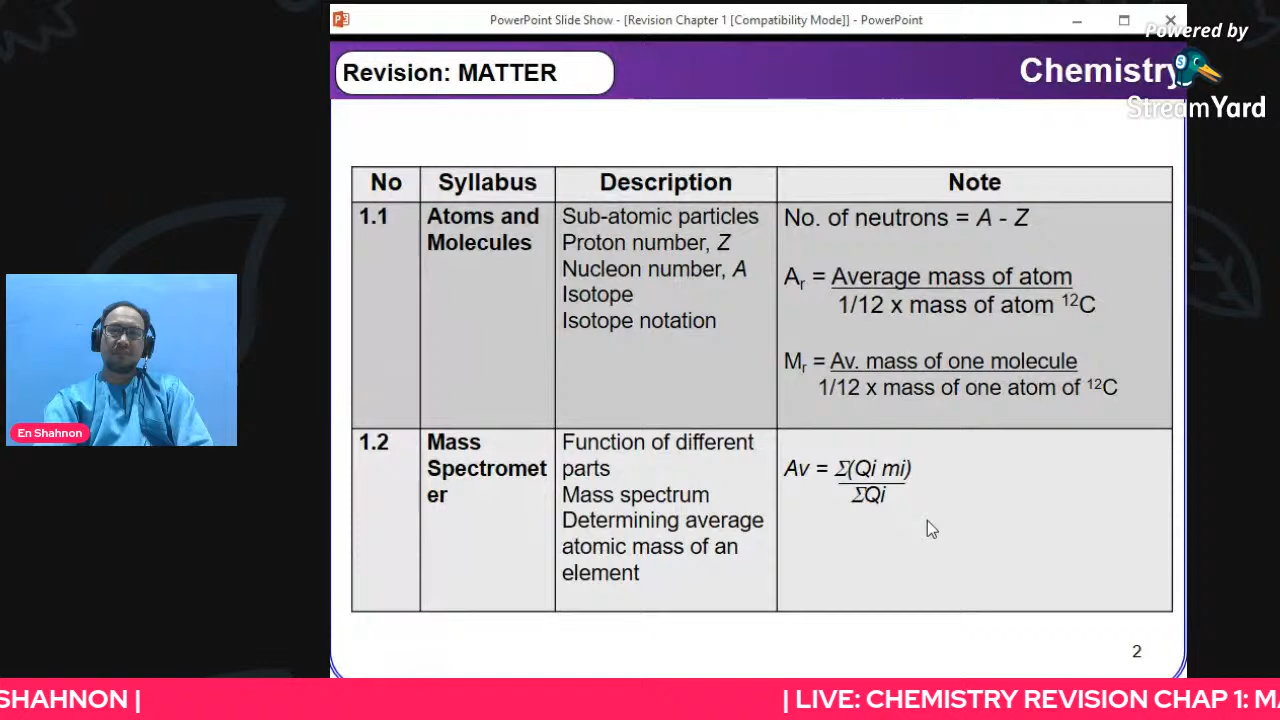 PowerPoint Slide Show - [Revision Chapter 1 [Compatibility Mode]] - PowerPoint
Powered by
StreamYard
Revision: MATTER
Chemistry
No Syllabus Description Note
1.1
Atoms and
Molecules
Sub-atomic particles
Proton number, Z
Nucleon number, A
Isotope
Isotope notation
No. of neutrons = A - Z
Ar = Average mass of atom
1/12 x mass of atom ¹²C
Mr = Av. mass of one molecule
1/12 x mass of one atom of ¹²C
1.2
Mass
Spectromet
er
Function of different
parts
Mass spectrum
Determining average
atomic mass of an
element
Av = Σ(Qi mi)
ΣQi
2
En Shahnon
SHAHNON | | LIVE: CHEMISTRY REVISION CHAP 1: MA